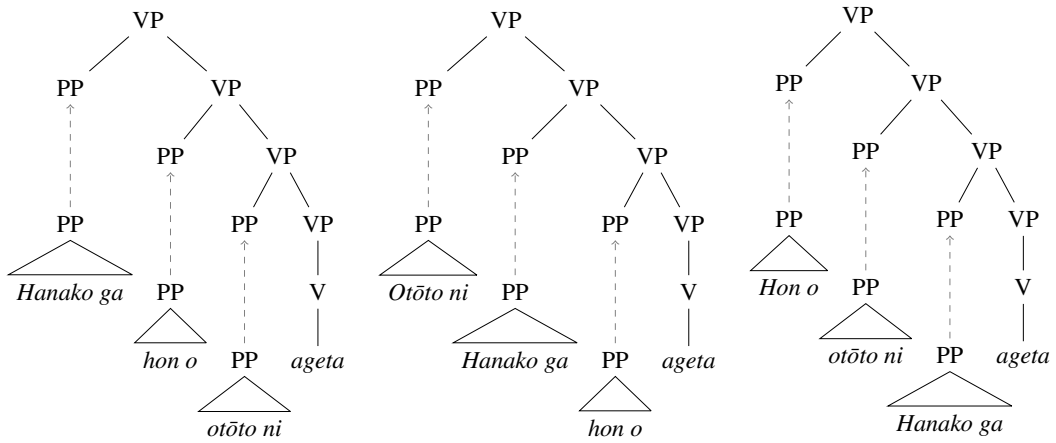 VP
PP VP
PP VP
PP PP VP
Hanako ga PP V
hon o PP ageta
otōto ni
VP
PP VP
PP VP
PP PP VP
Otōto ni PP V
Hanako ga PP ageta
hon o
VP
PP VP
PP VP
PP PP VP
Hon o PP V
otōto ni PP ageta
Hanako ga